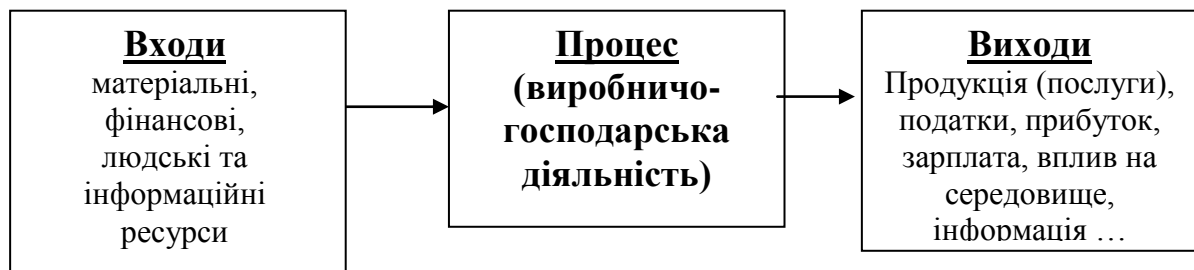 Входи
матеріальні,
фінансові,
людські та
інформаційні
ресурси
Процес
(виробничо-
господарська
діяльність)
Виходи
Продукція (послуги),
податки, прибуток,
зарплата, вплив на
середовище,
інформація …